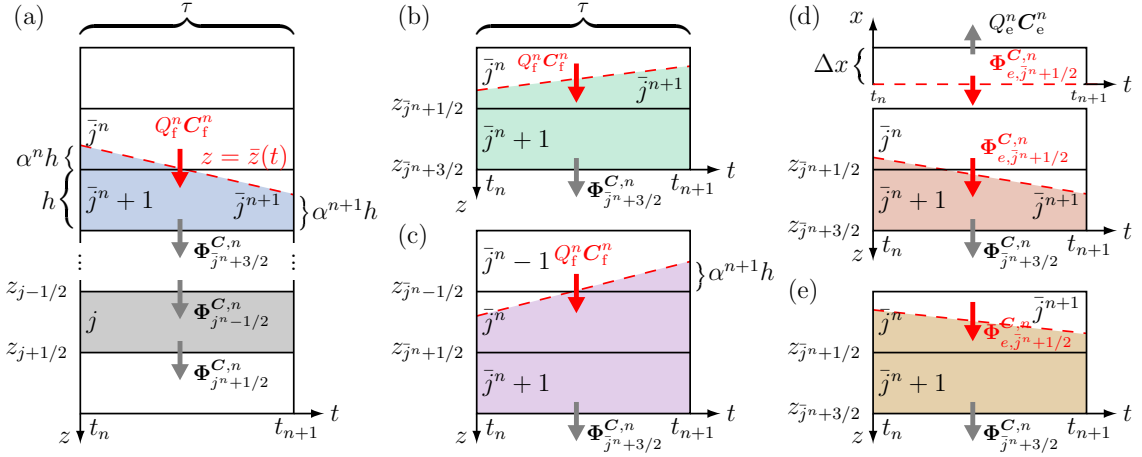 (a)
τ
j̄ⁿ
Q_f^n C_f^n
z = z̄(t)
αⁿh
h
j̄ⁿ + 1
j̄ⁿ⁺¹
αⁿ⁺¹h
Φ^{C,n}_{j̄ⁿ+3/2}
z_{j−1/2}
Φ^{C,n}_{jⁿ−1/2}
j
z_{j+1/2}
Φ^{C,n}_{jⁿ+1/2}
z
t_n
t_{n+1}
t
(b)
τ
j̄ⁿ
Q_f^n C_f^n
j̄ⁿ⁺¹
z_{j̄ⁿ+1/2}
j̄ⁿ + 1
z_{j̄ⁿ+3/2}
z
t_n
Φ^{C,n}_{j̄ⁿ+3/2}
t_{n+1}
t
(c)
j̄ⁿ − 1
Q_f^n C_f^n
αⁿ⁺¹h
z_{j̄ⁿ−1/2}
j̄ⁿ
z_{j̄ⁿ+1/2}
j̄ⁿ + 1
z_{j̄ⁿ+3/2}
z
t_n
Φ^{C,n}_{j̄ⁿ+3/2}
t_{n+1}
t
(d)
x
Q_e^n C_e^n
Δx
Φ^{C,n}_{e,j̄ⁿ+1/2}
t_n
t_{n+1}
t
j̄ⁿ
Φ^{C,n}_{e,j̄ⁿ+1/2}
z_{j̄ⁿ+1/2}
j̄ⁿ + 1
j̄ⁿ⁺¹
z_{j̄ⁿ+3/2}
z
t_n
Φ^{C,n}_{j̄ⁿ+3/2}
t_{n+1}
t
(e)
j̄ⁿ
j̄ⁿ⁺¹
Φ^{C,n}_{e,j̄ⁿ+1/2}
z_{j̄ⁿ+1/2}
j̄ⁿ + 1
z_{j̄ⁿ+3/2}
z
t_n
Φ^{C,n}_{j̄ⁿ+3/2}
t_{n+1}
t